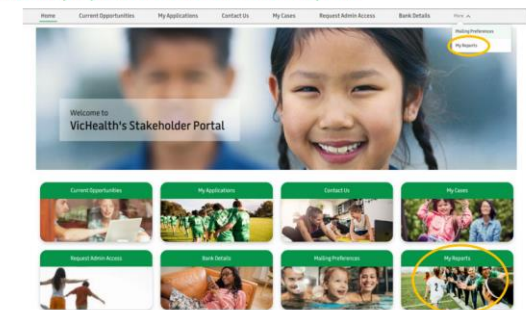 Home Current Opportunities My Applications Contact Us My Cases Request Admin Access Bank Details More
Mailing Preferences
My Reports
Welcome to
VicHealth's Stakeholder Portal
Current Opportunities My Applications Contact Us My Cases
Request Admin Access Bank Details Mailing Preferences My Reports